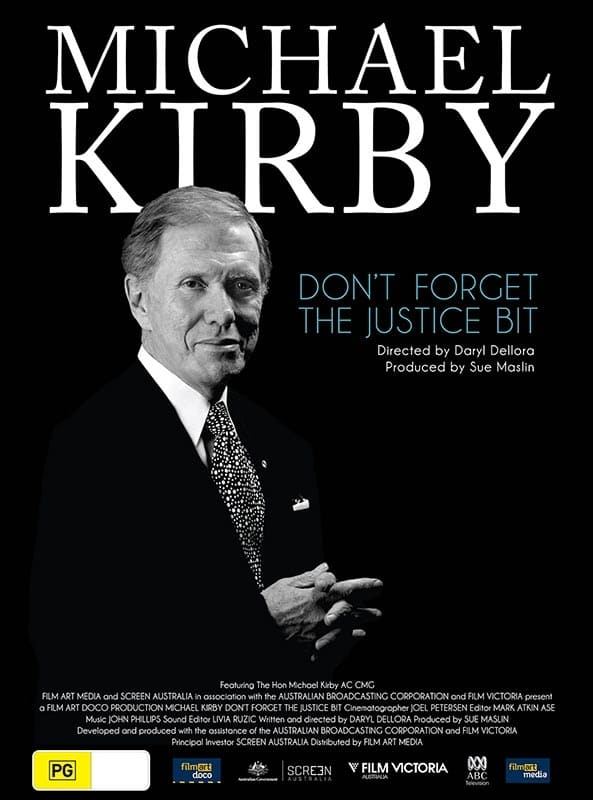 MICHAEL
KIRBY
DON'T FORGET
THE JUSTICE BIT
Directed by Daryl Dellora
Produced by Sue Maslin
Featuring The Hon Michael Kirby AC CMG
FILM ART MEDIA and SCREEN AUSTRALIA in association with the AUSTRALIAN BROADCASTING CORPORATION and FILM VICTORIA present
a FILM ART DOCO PRODUCTION MICHAEL KIRBY DON'T FORGET THE JUSTICE BIT Cinematographer JOEL PETERSEN Editor MARK ATKIN ASE
Music JOHN PHILLIPS Sound Editor LIVIA RUZIC Written and directed by DARYL DELLORA Produced by SUE MASLIN
Developed and produced with the assistance of the AUSTRALIAN BROADCASTING CORPORATION and FILM VICTORIA
Principal Investor SCREEN AUSTRALIA Distributed by FILM ART MEDIA
PG
filmart
doco
Australian Government
SCREEN
AUSTRALIA
FILM VICTORIA
AUSTRALIA
ABC
Television
filmart
media